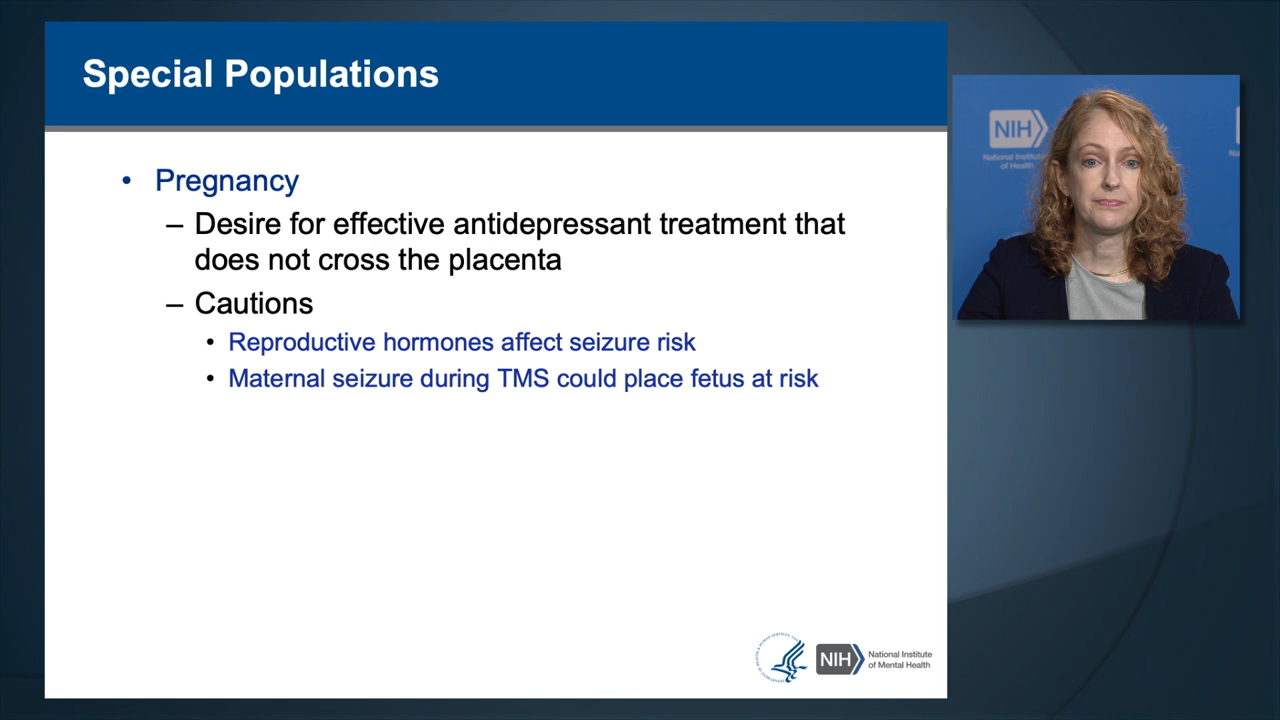 Special Populations
• Pregnancy
– Desire for effective antidepressant treatment that
does not cross the placenta
– Cautions
• Reproductive hormones affect seizure risk
• Maternal seizure during TMS could place fetus at risk
NIH
National Institute
of Mental Health
NIH
National Institute
of Health